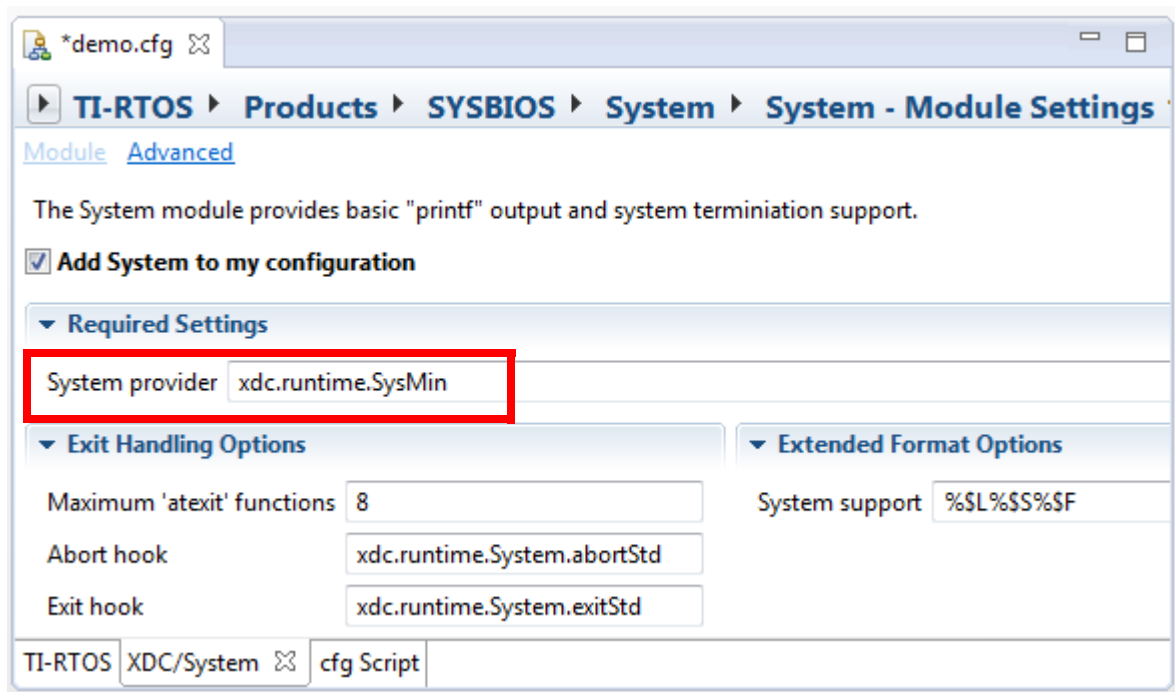 *demo.cfg
TI-RTOS Products SYSBIOS System System - Module Settings
Module Advanced
The System module provides basic "printf" output and system terminiation support.
Add System to my configuration
Required Settings
System provider xdc.runtime.SysMin
Exit Handling Options Extended Format Options
Maximum 'atexit' functions 8 System support %$L%$S%$F
Abort hook xdc.runtime.System.abortStd
Exit hook xdc.runtime.System.exitStd
TI-RTOS XDC/System cfg Script